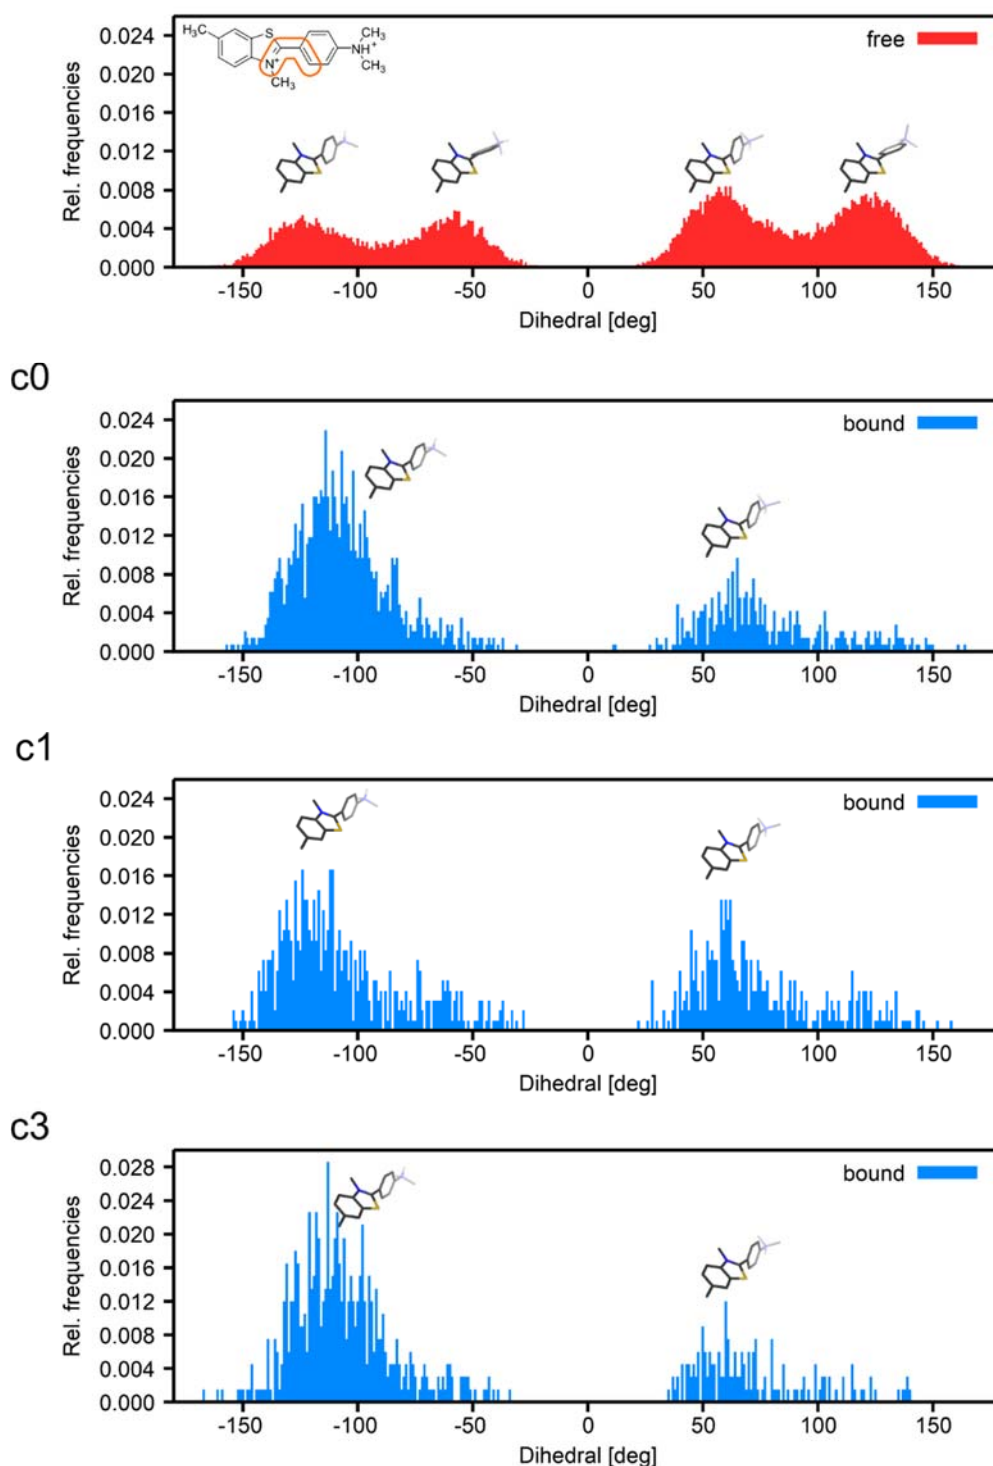 0.024
0.020
0.016
0.012
0.008
0.004
0.000
Rel. frequencies
H₃C
S
N⁺
CH₃
CH₃
NH⁺
CH₃
free
-150 -100 -50 0 50 100 150
Dihedral [deg]
c0
0.024
0.020
0.016
0.012
0.008
0.004
0.000
Rel. frequencies
bound
-150 -100 -50 0 50 100 150
Dihedral [deg]
c1
0.024
0.020
0.016
0.012
0.008
0.004
0.000
Rel. frequencies
bound
-150 -100 -50 0 50 100 150
Dihedral [deg]
c3
0.028
0.024
0.020
0.016
0.012
0.008
0.004
0.000
Rel. frequencies
bound
-150 -100 -50 0 50 100 150
Dihedral [deg]